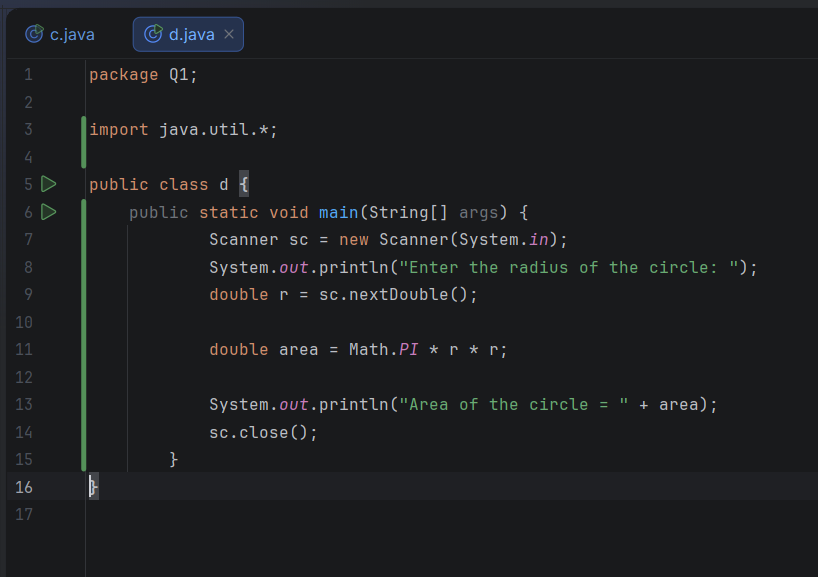 c.java d.java
1 package Q1;
2
3 import java.util.*;
4
5 public class d {
6     public static void main(String[] args) {
7             Scanner sc = new Scanner(System.in);
8             System.out.println("Enter the radius of the circle: ");
9             double r = sc.nextDouble();
10
11             double area = Math.PI * r * r;
12
13             System.out.println("Area of the circle = " + area);
14             sc.close();
15         }
16 }
17